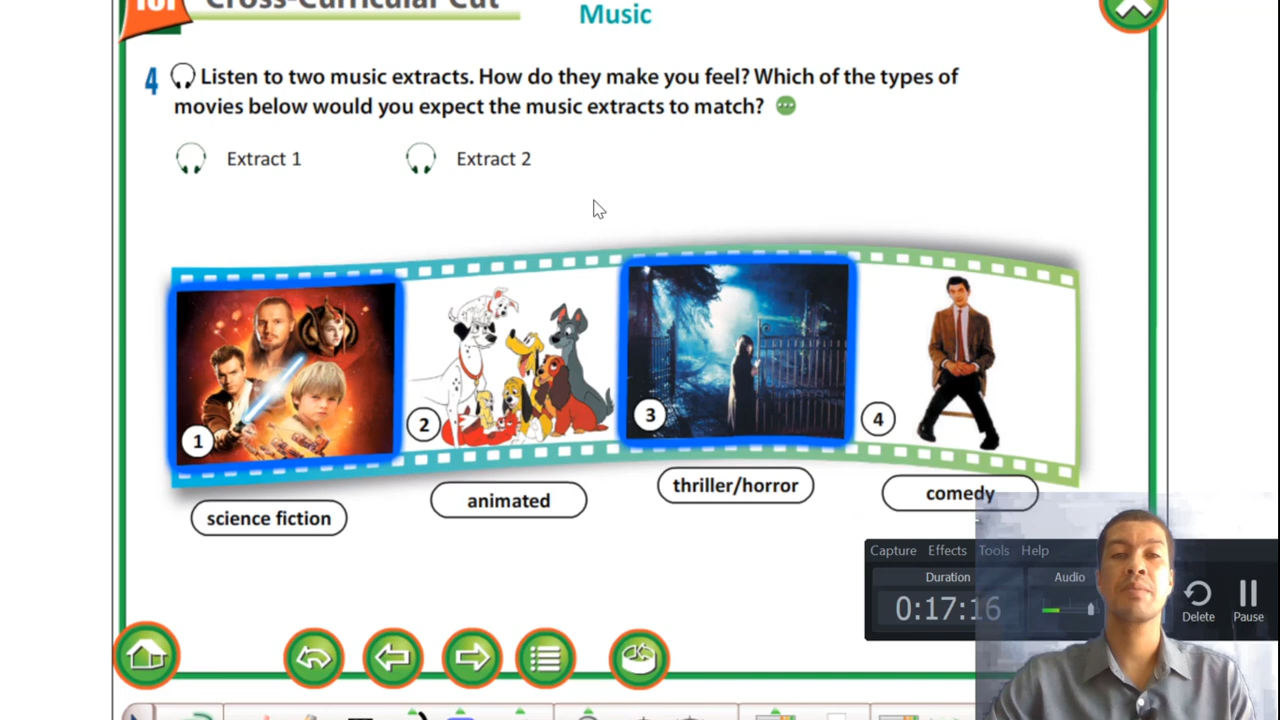 Cross-Curricular Cut
Music
4 Listen to two music extracts. How do they make you feel? Which of the types of
movies below would you expect the music extracts to match?
Extract 1
Extract 2
1
2
3
4
science fiction
animated
thriller/horror
comedy
Capture Effects Tools Help
Duration
Audio
0:17:16
Delete
Pause